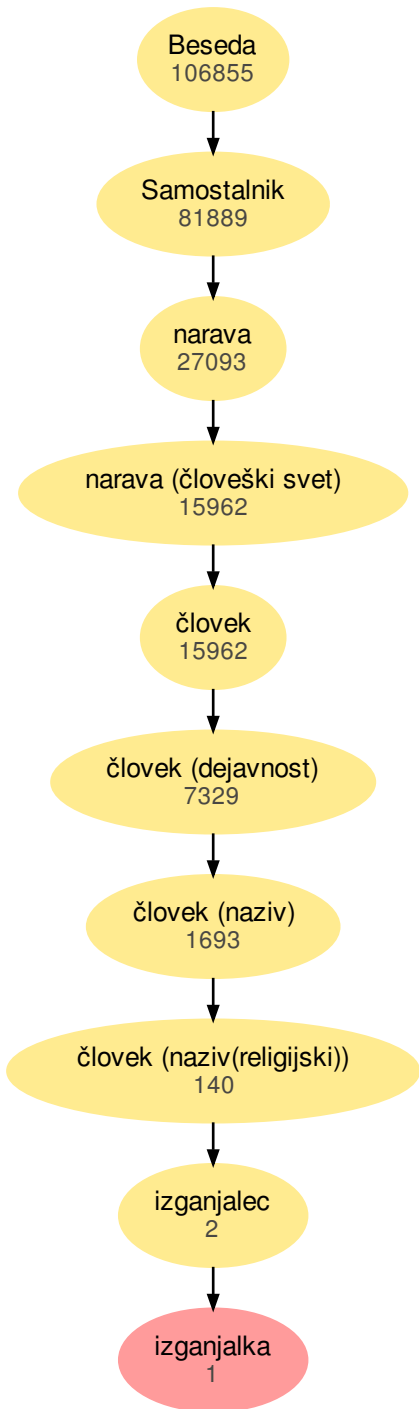 Beseda
106855
Samostalnik
81889
narava
27093
narava (človeški svet)
15962
človek
15962
človek (dejavnost)
7329
človek (naziv)
1693
človek (naziv(religijski))
140
izganjalec
2
izganjalka
1